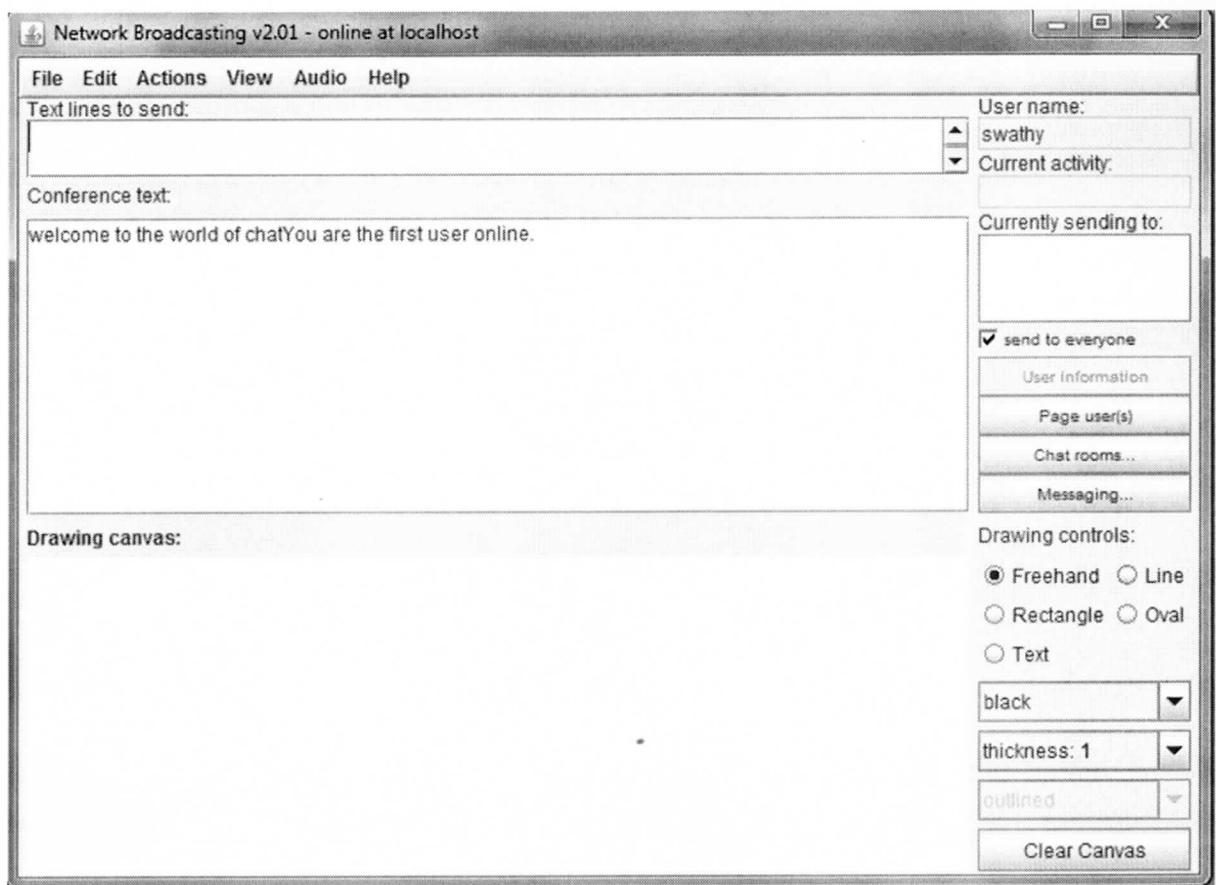 Network Broadcasting v2.01 - online at localhost
File Edit Actions View Audio Help
Text lines to send:
Conference text:
welcome to the world of chatYou are the first user online.
Drawing canvas:
User name:
swathy
Current activity:
Currently sending to:
send to everyone
User Information
Page user(s)
Chat rooms...
Messaging...
Drawing controls:
Freehand Line
Rectangle Oval
Text
black
thickness: 1
outlined
Clear Canvas